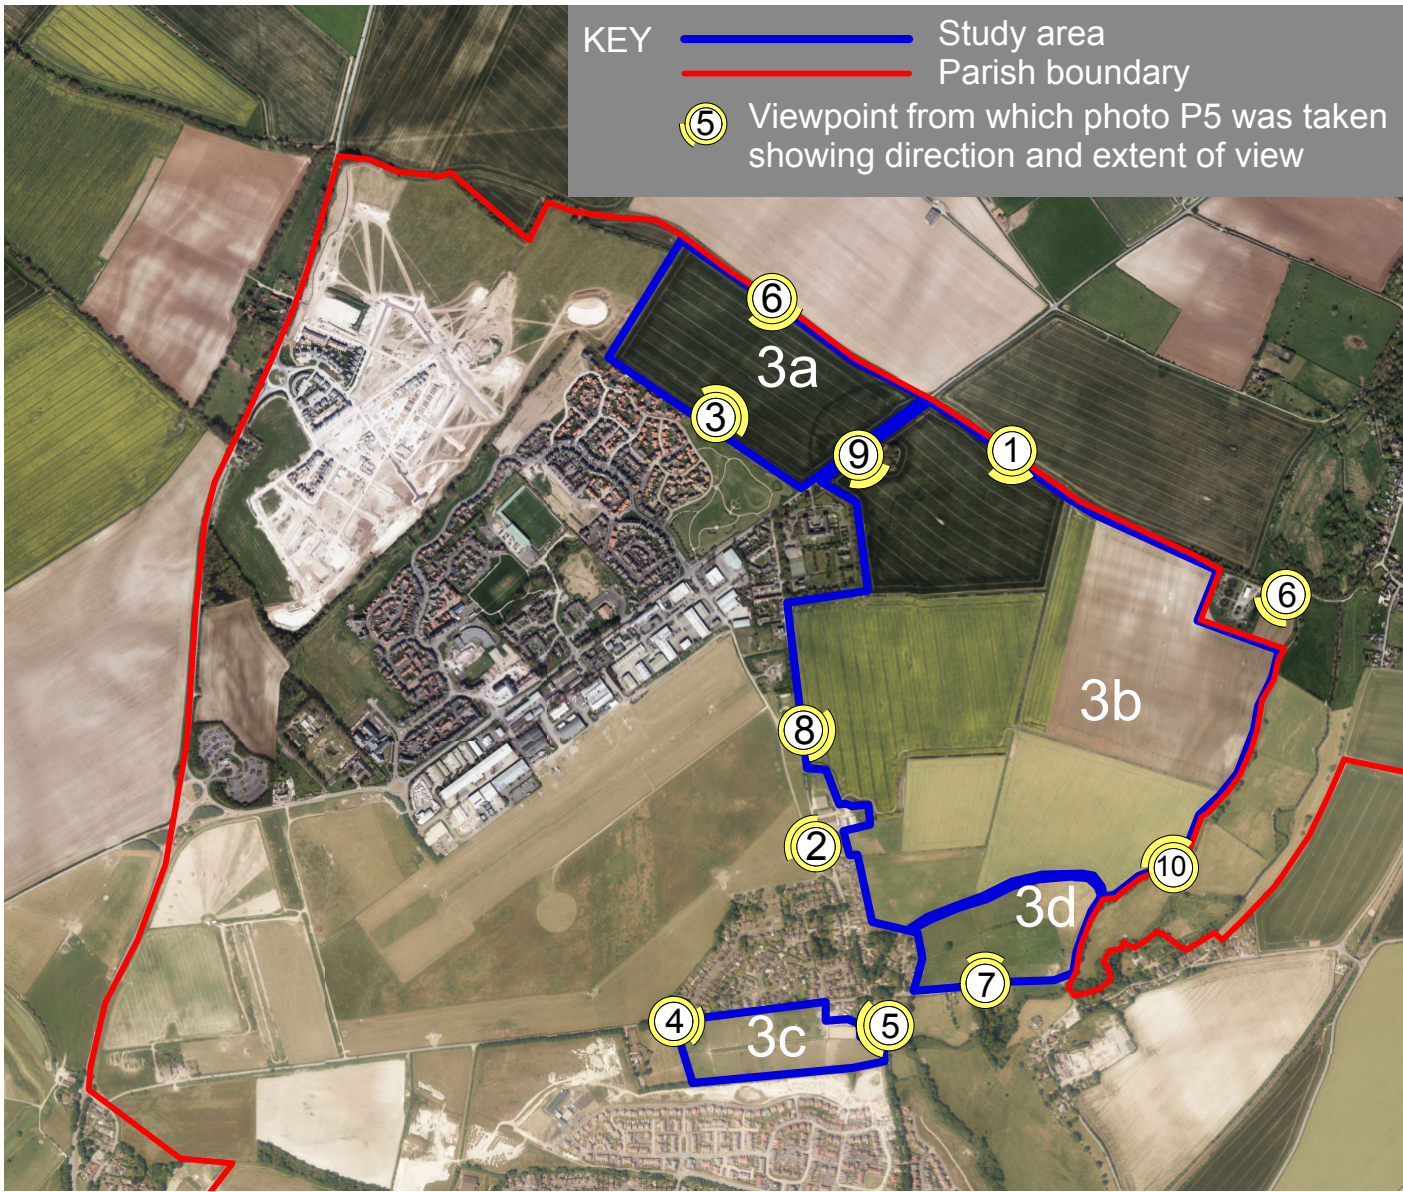 KEY
Study area
Parish boundary
5
Viewpoint from which photo P5 was taken
showing direction and extent of view
6
3a
3
9
1
6
3b
8
2
10
3d
7
4
3c
5